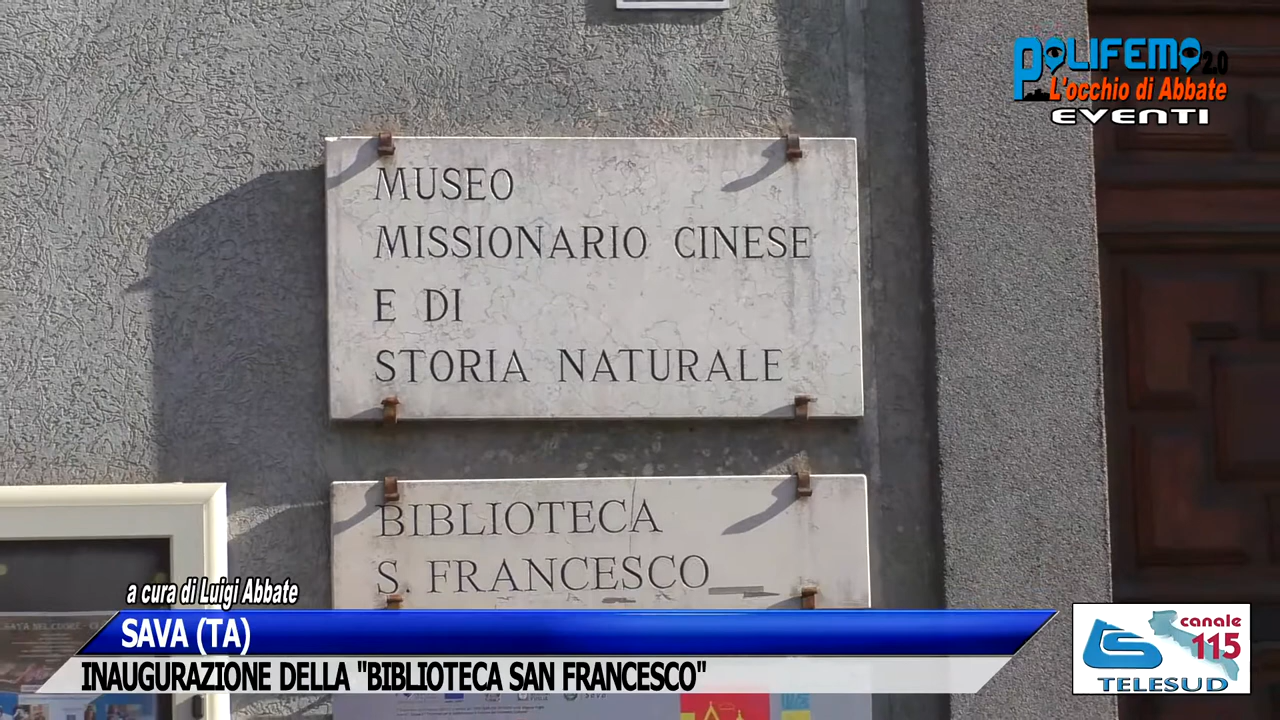 POLIFEMO 2.0
L'occhio di Abbate
EVENTI
MUSEO
MISSIONARIO CINESE
E DI
STORIA NATURALE
BIBLIOTECA
S. FRANCESCO
a cura di Luigi Abbate
SAVA (TA)
INAUGURAZIONE DELLA "BIBLIOTECA SAN FRANCESCO"
canale
115
TELESUD